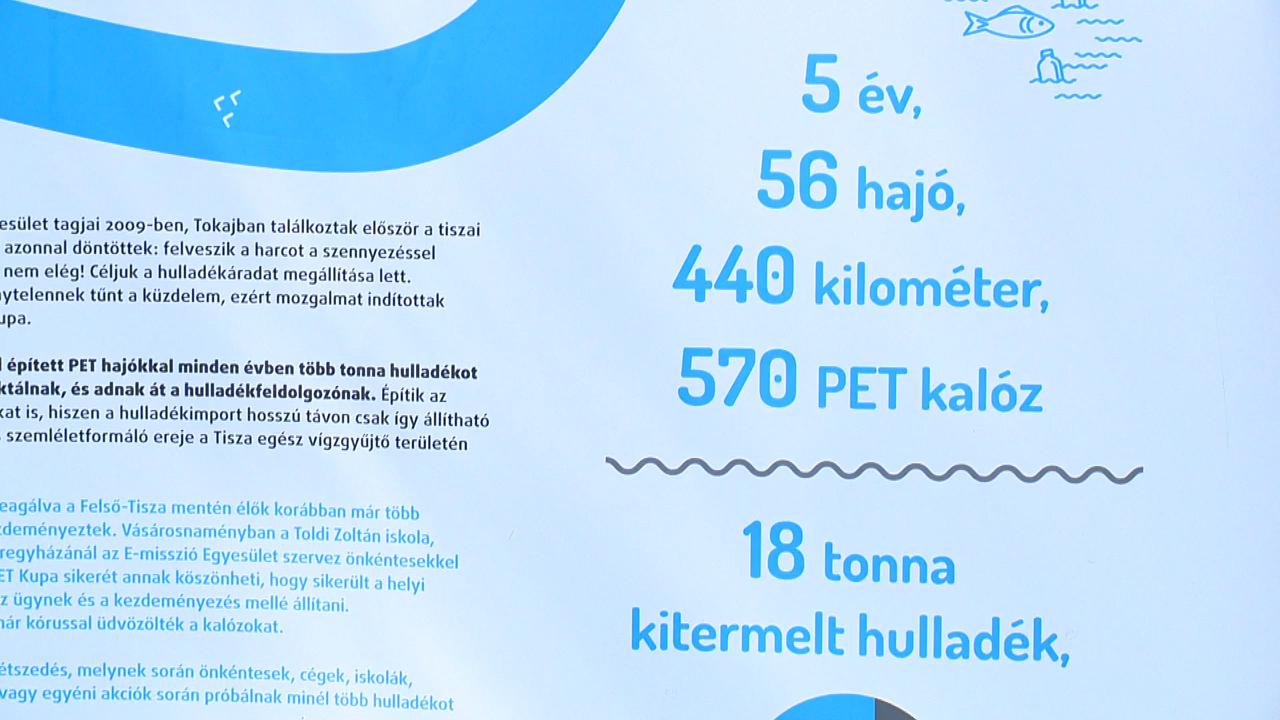 esület tagjai 2009-ben, Tokajban találkoztak először a tiszai
azonnal döntöttek: felveszik a harcot a szennyezéssel
nem elég! Céljuk a hulladékáradat megállítása lett.
ytelennek tűnt a küzdelem, ezért mozgalmat indítottak
upa.
épített PET hajókkal minden évben több tonna hulladékot
ktálnak, és adnak át a hulladékfeldolgozónak. Építik az
kat is, hiszen a hulladékimport hosszú távon csak így állítható
szemléletformáló ereje a Tisza egész vígzgyűjtő területén
eagálva a Felső-Tisza mentén élők korábban már több
zdeményeztek. Vásárosnaményban a Toldi Zoltán iskola,
regyházánál az E-misszió Egyesület szervez önkéntesekkel
ET Kupa sikerét annak köszönheti, hogy sikerült a helyi
z ügynek és a kezdeményezés mellé állítani.
már kórussal üdvözölték a kalózokat.
étszedés, melynek során önkéntesek, cégek, iskolák,
vagy egyéni akciók során próbálnak minél több hulladékot
5 év,
56 hajó,
440 kilométer,
570 PET kalóz
18 tonna
kitermelt hulladék,